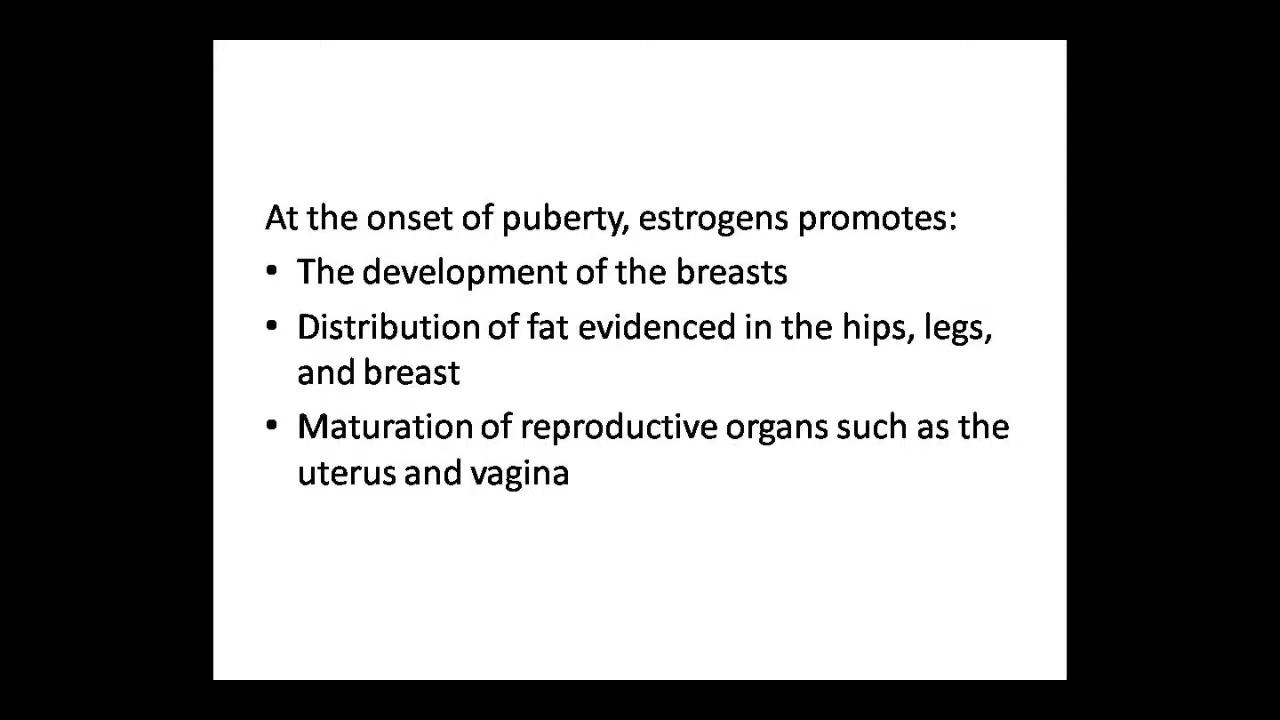 At the onset of puberty, estrogens promotes:
• The development of the breasts
• Distribution of fat evidenced in the hips, legs,
and breast
• Maturation of reproductive organs such as the
uterus and vagina